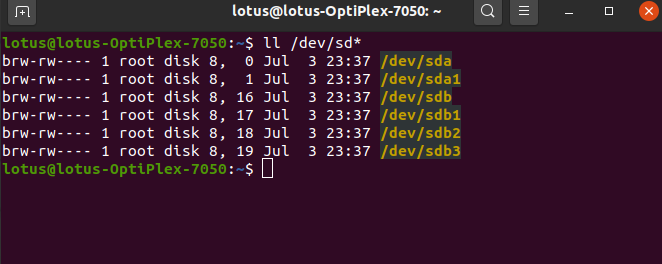 lotus@lotus-OptiPlex-7050: ~
lotus@lotus-OptiPlex-7050:~$ ll /dev/sd*
brw-rw---- 1 root disk 8,  0 Jul  3 23:37 /dev/sda
brw-rw---- 1 root disk 8,  1 Jul  3 23:37 /dev/sda1
brw-rw---- 1 root disk 8, 16 Jul  3 23:37 /dev/sdb
brw-rw---- 1 root disk 8, 17 Jul  3 23:37 /dev/sdb1
brw-rw---- 1 root disk 8, 18 Jul  3 23:37 /dev/sdb2
brw-rw---- 1 root disk 8, 19 Jul  3 23:37 /dev/sdb3
lotus@lotus-OptiPlex-7050:~$